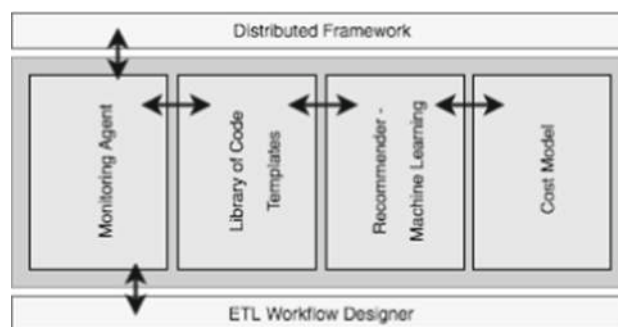 Distributed Framework
Monitoring Agent
Library of Code
Templates
Recommender -
Machine Learning
Cost Model
ETL Workflow Designer